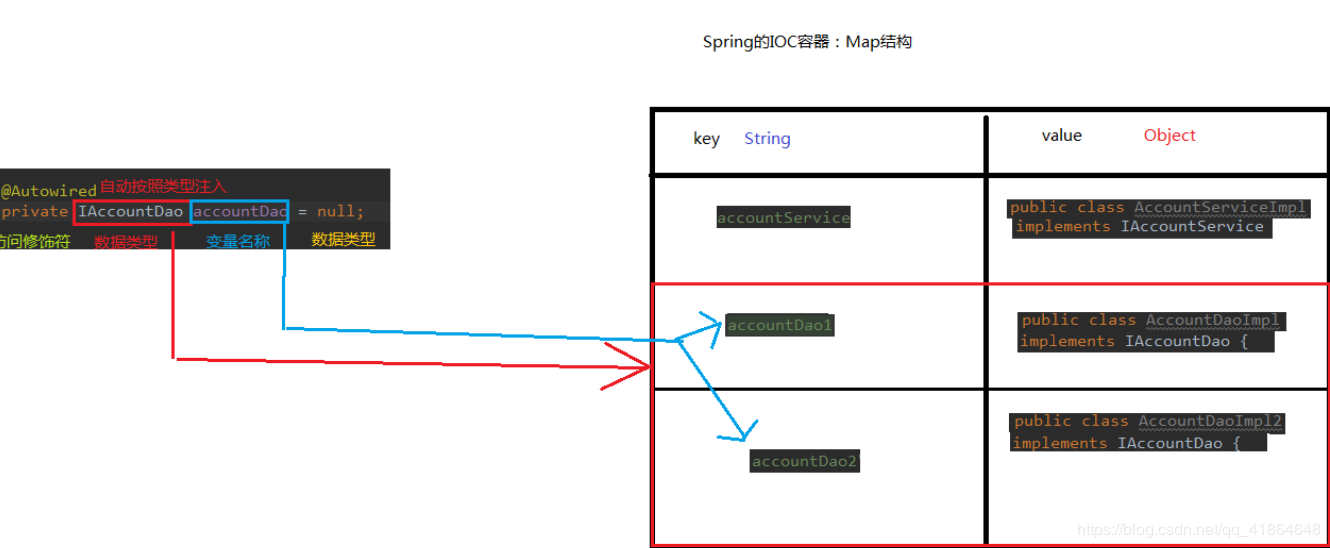 Spring的IOC容器：Map结构
key String
value Object
@Autowired 自动按照类型注入
private IAccountDao accountDao = null;
访问修饰符 数据类型 变量名称 数据类型
accountService
public class AccountServiceImpl
implements IAccountService
accountDao1
public class AccountDaoImpl
implements IAccountDao {
accountDao2"
public class AccountDaoImpl2
implements IAccountDao {
https://blog.csdn.net/qq_41864648